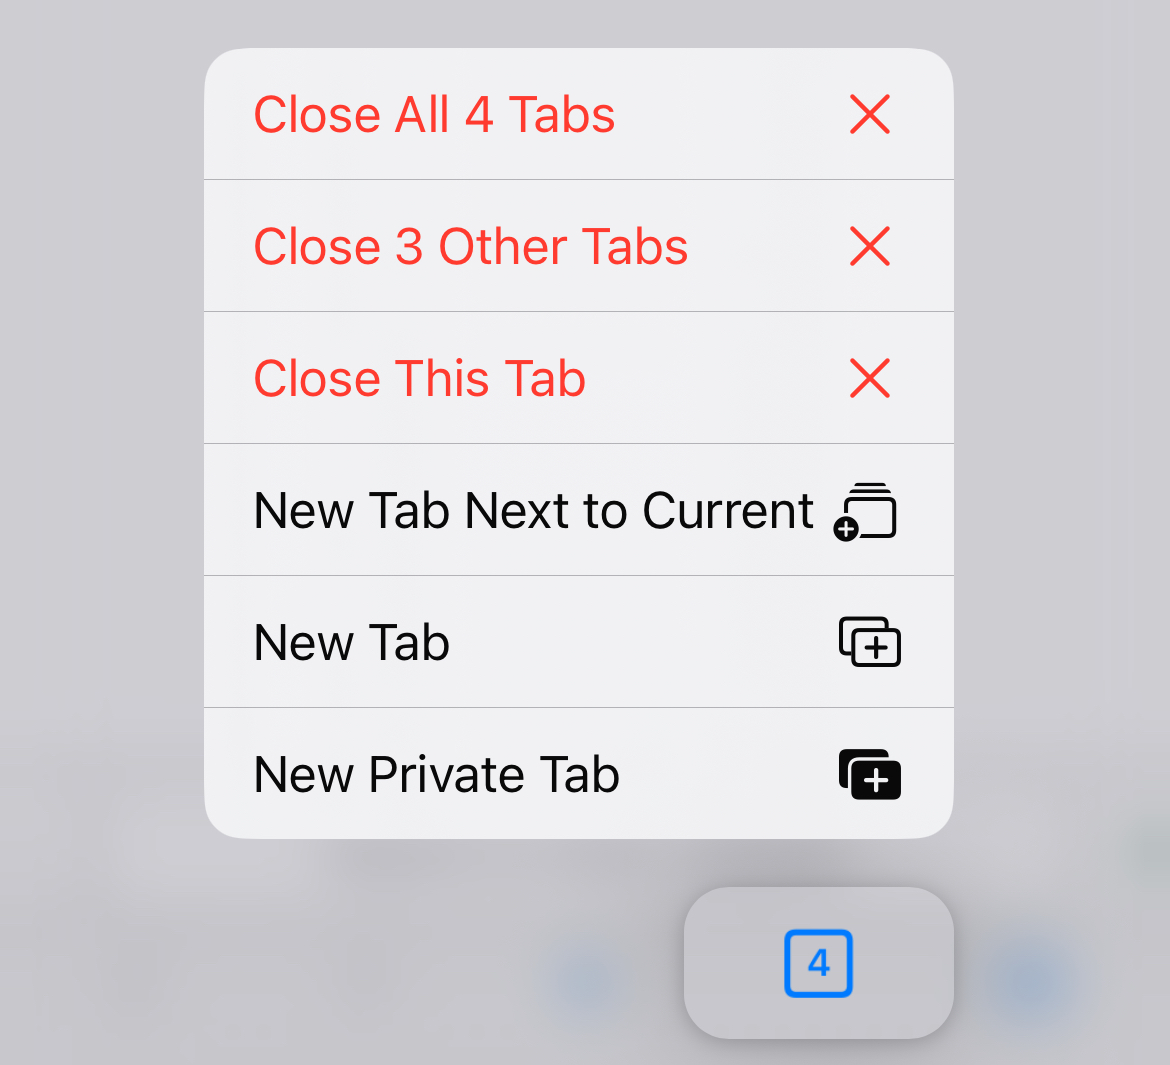 Close All 4 Tabs
Close 3 Other Tabs
Close This Tab
New Tab Next to Current
New Tab
New Private Tab
4